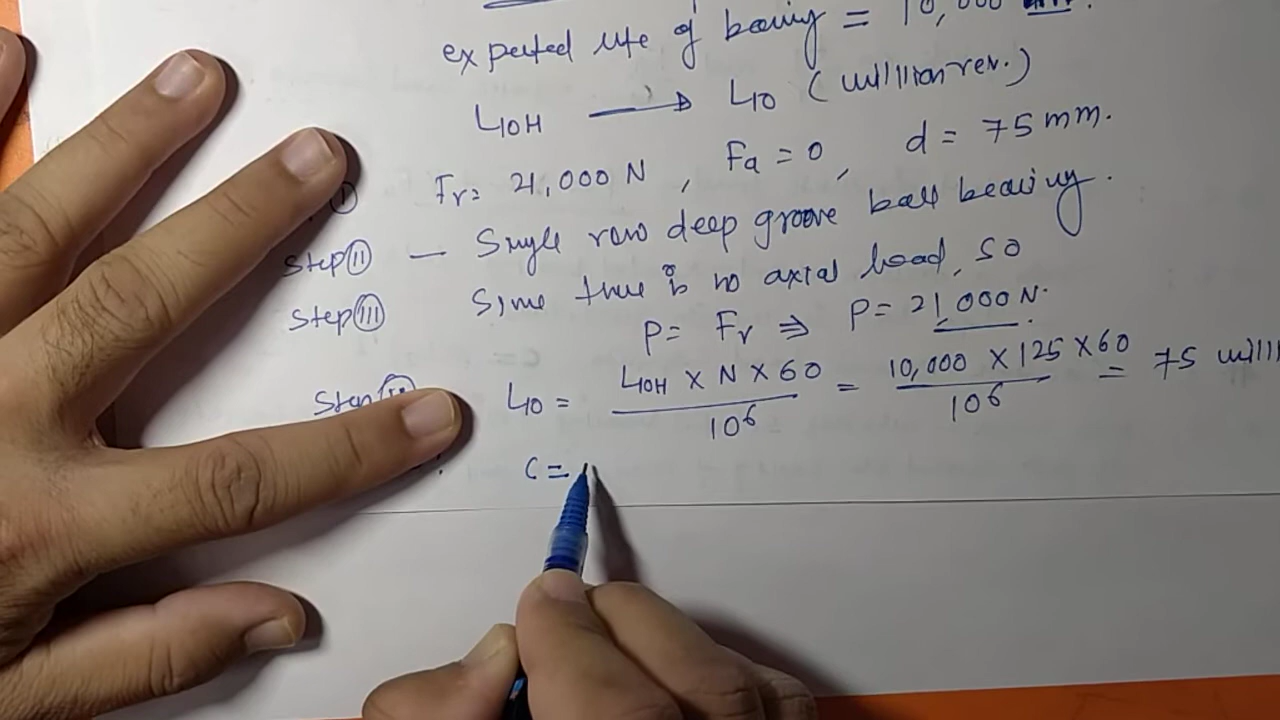 expected life of bearing = 10,000
L10H → L10 (million rev.)
Fr = 21,000 N, Fa = 0, d = 75 mm.
Step II — Single row deep groove ball bearing.
Step III Since there is no axial load, so
P = Fr ⇒ P = 21,000 N.
L10 = L10H X N X 60 / 10⁶ = 10,000 X 125 X 60 / 10⁶ = 75 milli
C =